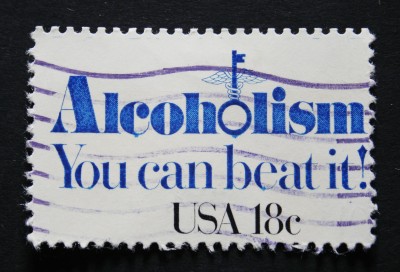 Alcoholism
You can beat it!
USA 18c